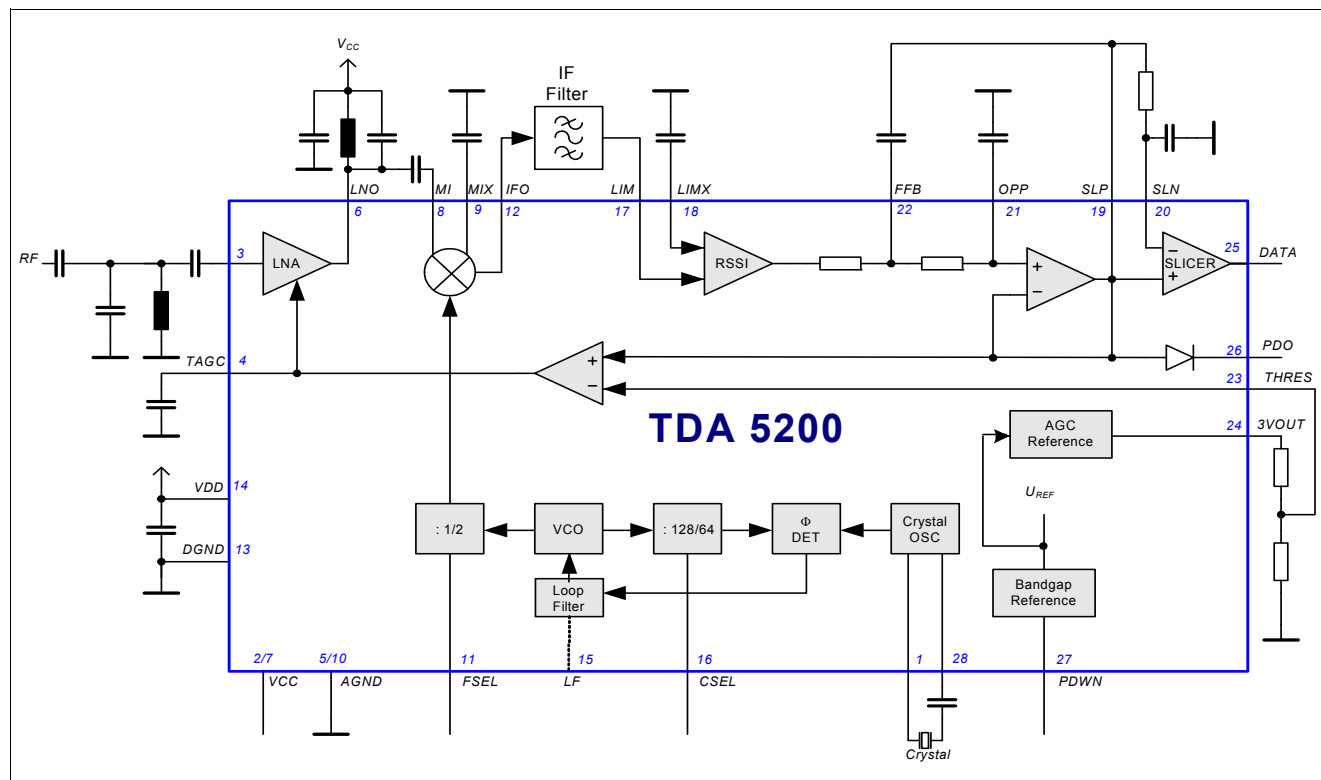 VCC
IF
Filter
LNO
MI
MIX
IFO
LIM
LIMX
FFB
OPP
SLP
SLN
6
8
9
12
17
18
22
21
19
20
RF
3
LNA
RSSI
+
−
−
SLICER
+
25
DATA
TAGC
4
+
−
26
PDO
23
THRES
TDA 5200
AGC
Reference
24
3VOUT
VDD
14
UREF
: 1/2
VCO
: 128/64
Φ
DET
Crystal
OSC
DGND
13
Loop
Filter
Bandgap
Reference
2/7
5/10
11
15
16
1
28
27
VCC
AGND
FSEL
LF
CSEL
PDWN
Crystal